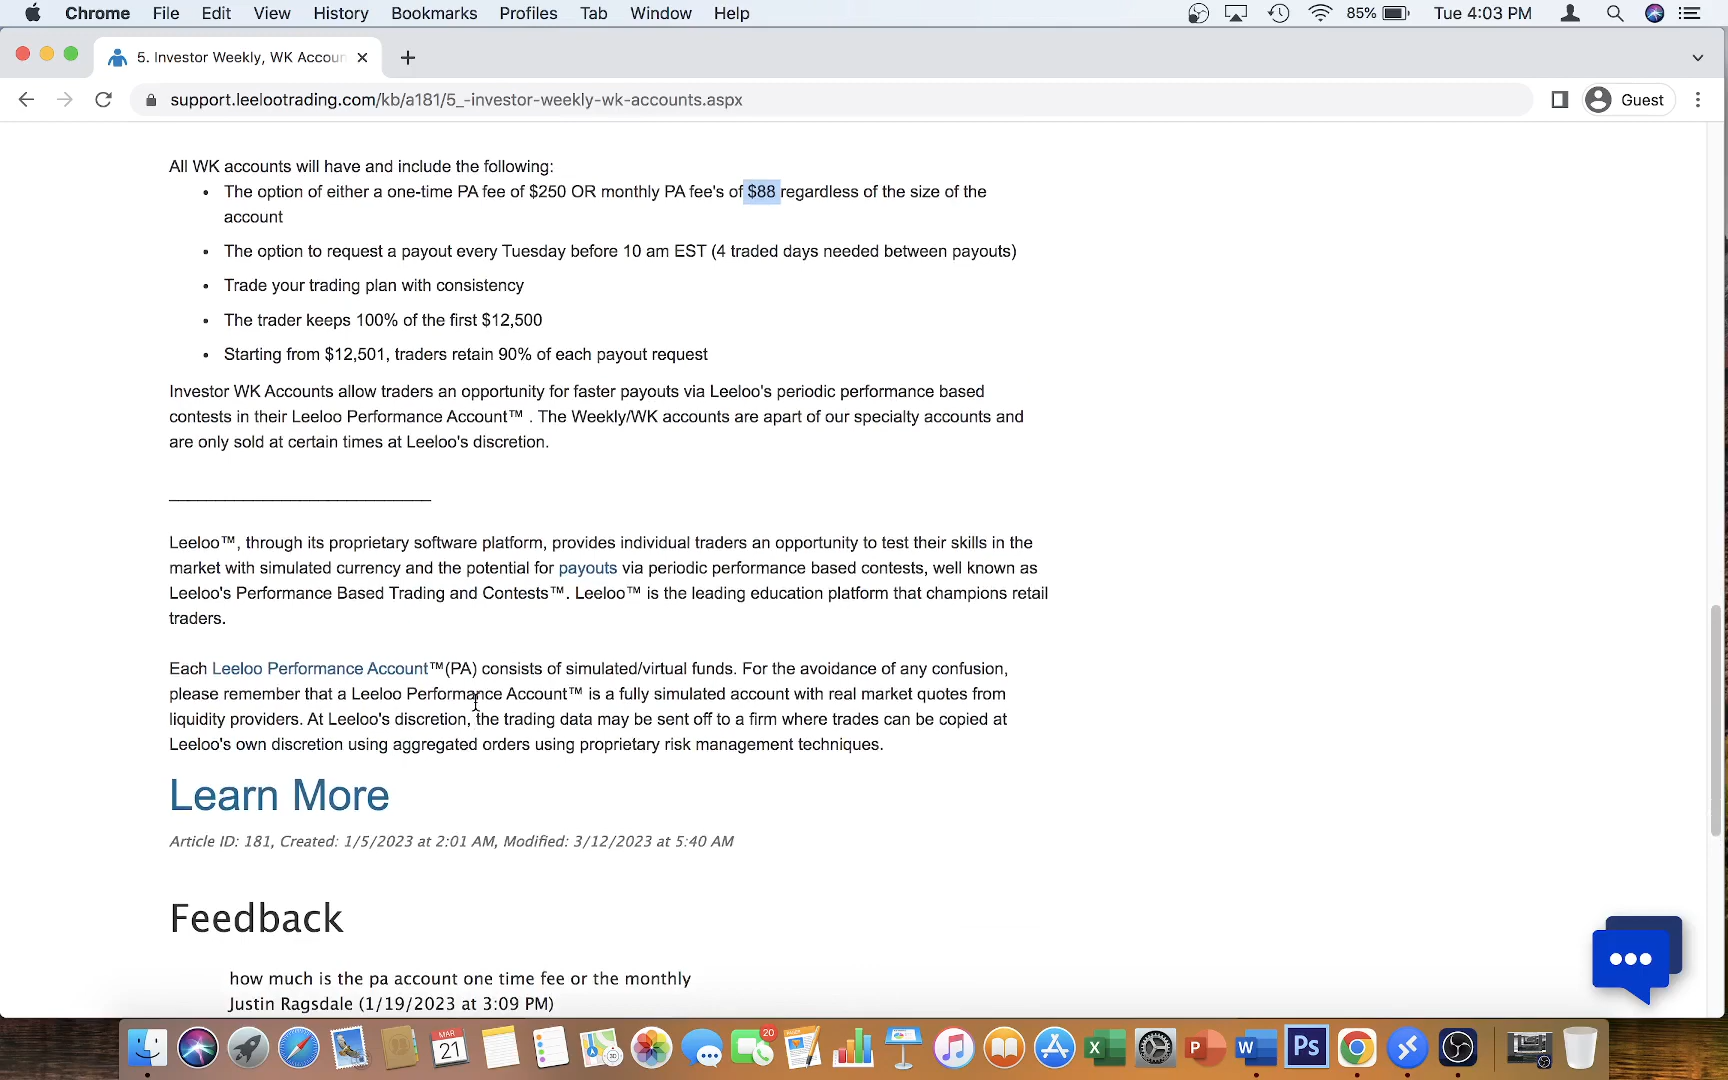 Chrome File Edit View History Bookmarks Profiles Tab Window Help 85% Tue 4:03 PM
5. Investor Weekly, WK Accoun
support.leelootrading.com/kb/a181/5_-investor-weekly-wk-accounts.aspx Guest
All WK accounts will have and include the following:
• The option of either a one-time PA fee of $250 OR monthly PA fee's of $88 regardless of the size of the
account
• The option to request a payout every Tuesday before 10 am EST (4 traded days needed between payouts)
• Trade your trading plan with consistency
• The trader keeps 100% of the first $12,500
• Starting from $12,501, traders retain 90% of each payout request
Investor WK Accounts allow traders an opportunity for faster payouts via Leeloo's periodic performance based
contests in their Leeloo Performance Account™ . The Weekly/WK accounts are apart of our specialty accounts and
are only sold at certain times at Leeloo's discretion.
Leeloo™, through its proprietary software platform, provides individual traders an opportunity to test their skills in the
market with simulated currency and the potential for payouts via periodic performance based contests, well known as
Leeloo's Performance Based Trading and Contests™. Leeloo™ is the leading education platform that champions retail
traders.
Each Leeloo Performance Account™(PA) consists of simulated/virtual funds. For the avoidance of any confusion,
please remember that a Leeloo Performance Account™ is a fully simulated account with real market quotes from
liquidity providers. At Leeloo's discretion, the trading data may be sent off to a firm where trades can be copied at
Leeloo's own discretion using aggregated orders using proprietary risk management techniques.
Learn More
Article ID: 181, Created: 1/5/2023 at 2:01 AM, Modified: 3/12/2023 at 5:40 AM
Feedback
how much is the pa account one time fee or the monthly
Justin Ragsdale (1/19/2023 at 3:09 PM)
MAR
21
20
X
P
W
Ps